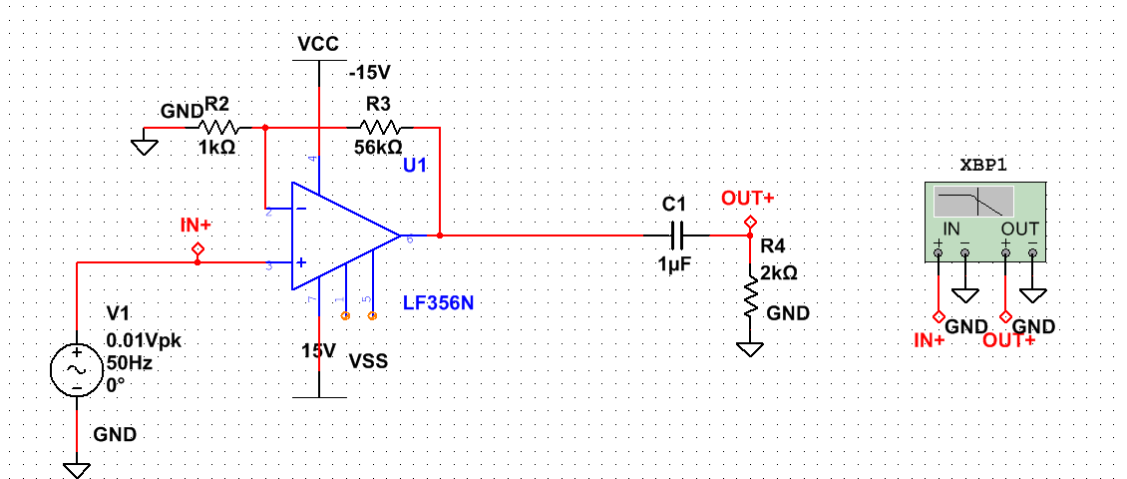 VCC
-15V
GND
R2
R3
1kΩ
56kΩ
4
U1
XBP1
2
IN+
C1
OUT+
IN
OUT
6
3
+
1µF
R4
2kΩ
V1
7
1
5
LF356N
GND
0.01Vpk
50Hz
0°
15V
VSS
IN+
GND
OUT+
GND
GND